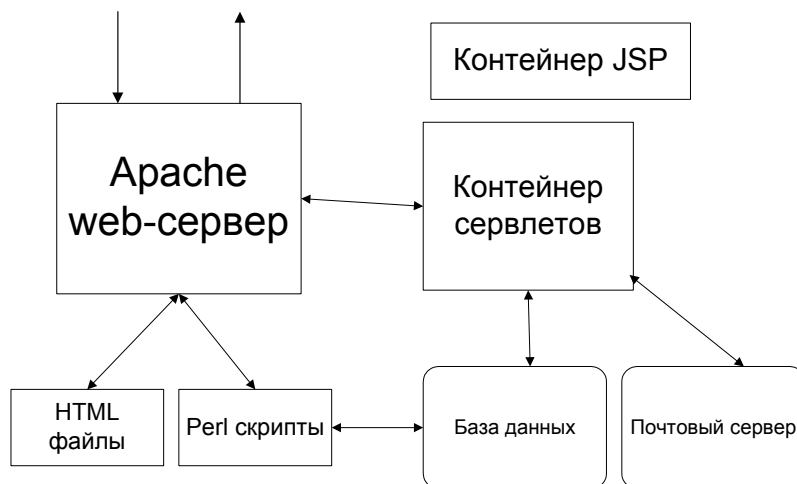 Контейнер JSP
Apache
web-сервер
Контейнер
сервлетов
HTML
файлы
Perl скрипты
База данных
Почтовый сервер